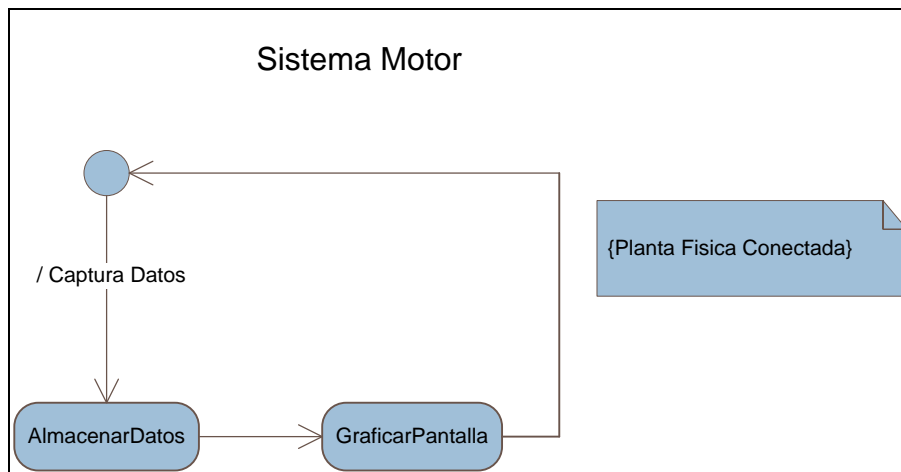 Sistema Motor
/ Captura Datos
{Planta Fisica Conectada}
AlmacenarDatos
GraficarPantalla